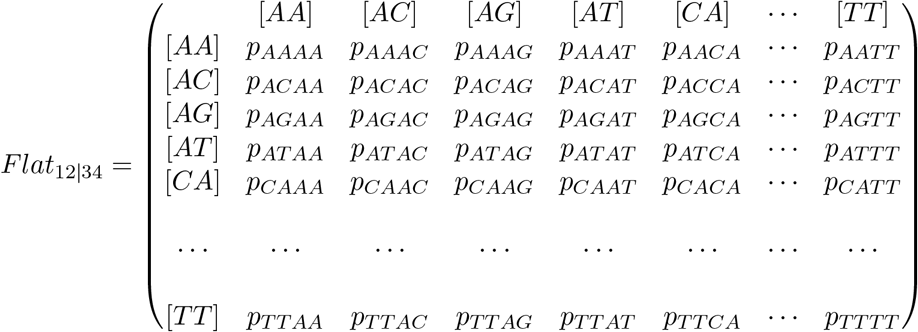 [AA] [AC] [AG] [AT] [CA] ⋯ [TT]
[AA] p_{AAAA} p_{AAAC} p_{AAAG} p_{AAAT} p_{AACA} ⋯ p_{AATT}
[AC] p_{ACAA} p_{ACAC} p_{ACAG} p_{ACAT} p_{ACCA} ⋯ p_{ACTT}
[AG] p_{AGAA} p_{AGAC} p_{AGAG} p_{AGAT} p_{AGCA} ⋯ p_{AGTT}
Flat_{12|34} = [AT] p_{ATAA} p_{ATAC} p_{ATAG} p_{ATAT} p_{ATCA} ⋯ p_{ATTT}
[CA] p_{CAAA} p_{CAAC} p_{CAAG} p_{CAAT} p_{CACA} ⋯ p_{CATT}
⋯ ⋯ ⋯ ⋯ ⋯ ⋯ ⋯ ⋯
[TT] p_{TTAA} p_{TTAC} p_{TTAG} p_{TTAT} p_{TTCA} ⋯ p_{TTTT}